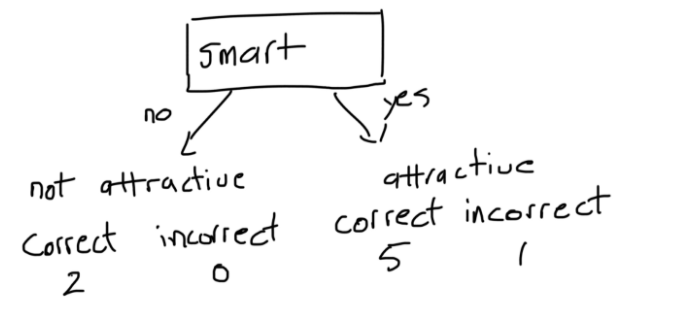 smart
no
yes
not attractive
attractive
correct incorrect
2 0
correct incorrect
5 1